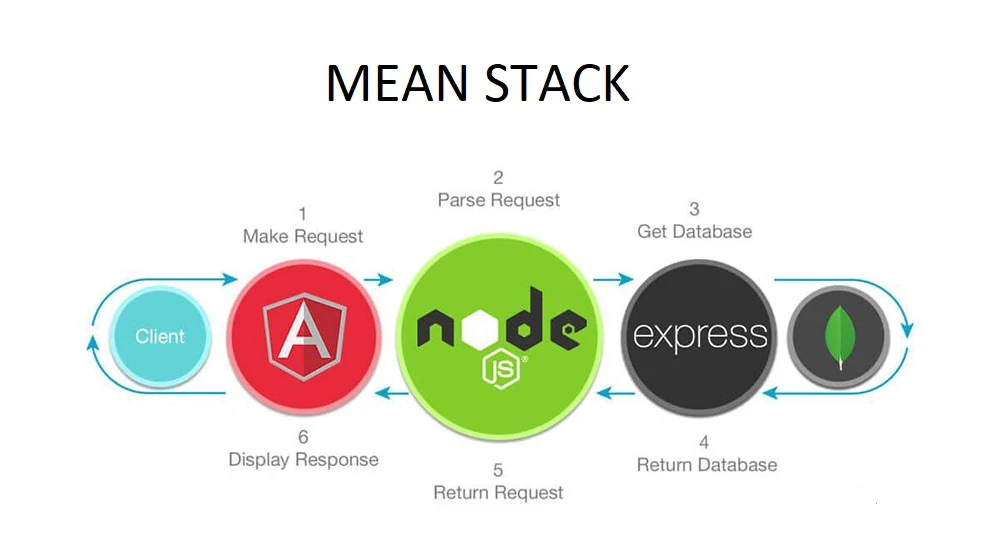 MEAN STACK
2
Parse Request
1
Make Request
3
Get Database
Client
A
node
JS®
express
6
Display Response
4
Return Database
5
Return Request